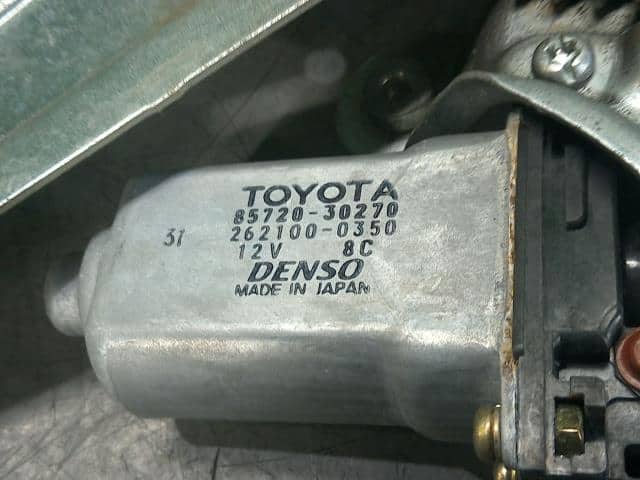 TOYOTA
85720-30270
31 262100-0350
12V 8C
DENSO
MADE IN JAPAN